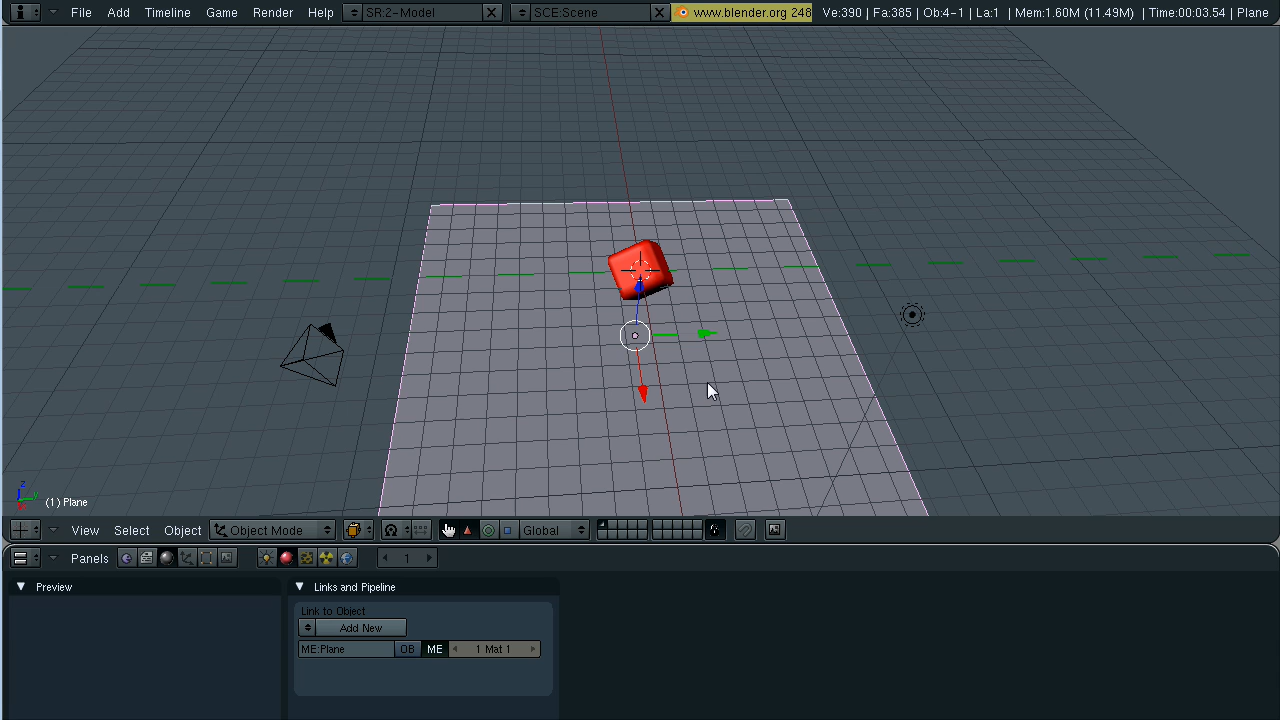 File Add Timeline Game Render Help SR:2-Model X SCE:Scene X www.blender.org 248 Ve:390 | Fa:385 | Ob:4-1 | La:1 | Mem:1.60M (11.49M) | Time:00:03.54 | Plane
z
y
x
(1) Plane
View Select Object Object Mode Global
Panels 1
Preview Links and Pipeline
Link to Object
Add New
ME:Plane OB ME 1 Mat 1